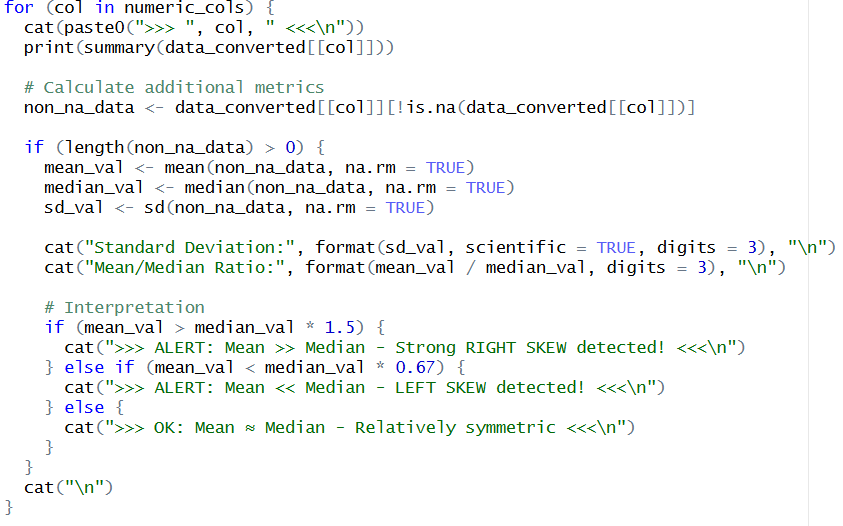 for (col in numeric_cols) {
  cat(paste0(">>> ", col, " <<<\n"))
  print(summary(data_converted[[col]]))

  # Calculate additional metrics
  non_na_data <- data_converted[[col]][!is.na(data_converted[[col]])]

  if (length(non_na_data) > 0) {
    mean_val <- mean(non_na_data, na.rm = TRUE)
    median_val <- median(non_na_data, na.rm = TRUE)
    sd_val <- sd(non_na_data, na.rm = TRUE)

    cat("Standard Deviation:", format(sd_val, scientific = TRUE, digits = 3), "\n")
    cat("Mean/Median Ratio:", format(mean_val / median_val, digits = 3), "\n")

    # Interpretation
    if (mean_val > median_val * 1.5) {
      cat(">>> ALERT: Mean >> Median - Strong RIGHT SKEW detected! <<<\n")
    } else if (mean_val < median_val * 0.67) {
      cat(">>> ALERT: Mean << Median - LEFT SKEW detected! <<<\n")
    } else {
      cat(">>> OK: Mean ≈ Median - Relatively symmetric <<<\n")
    }
  }
  cat("\n")
}